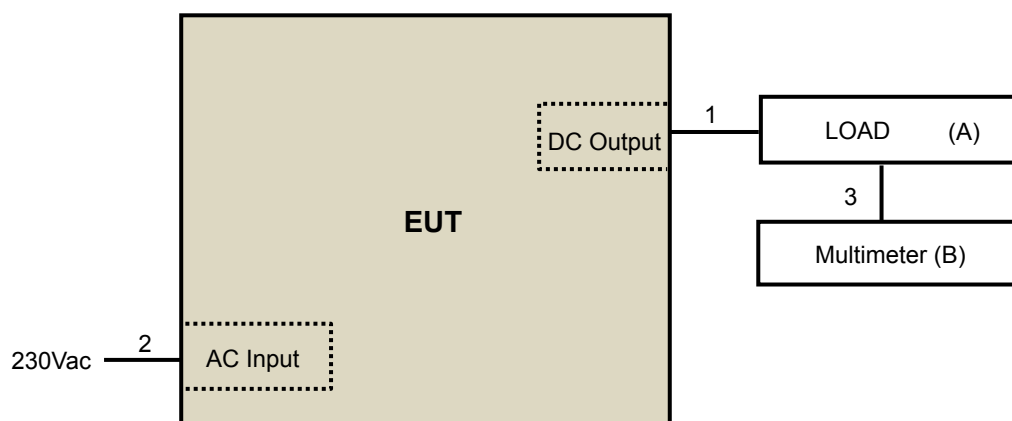 1
LOAD (A)
DC Output
3
EUT
Multimeter (B)
2
230Vac
AC Input